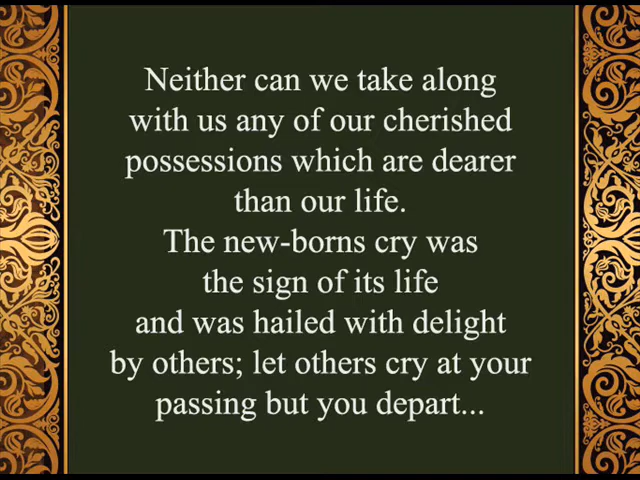 Neither can we take along
with us any of our cherished
possessions which are dearer
than our life.
The new-borns cry was
the sign of its life
and was hailed with delight
by others; let others cry at your
passing but you depart...